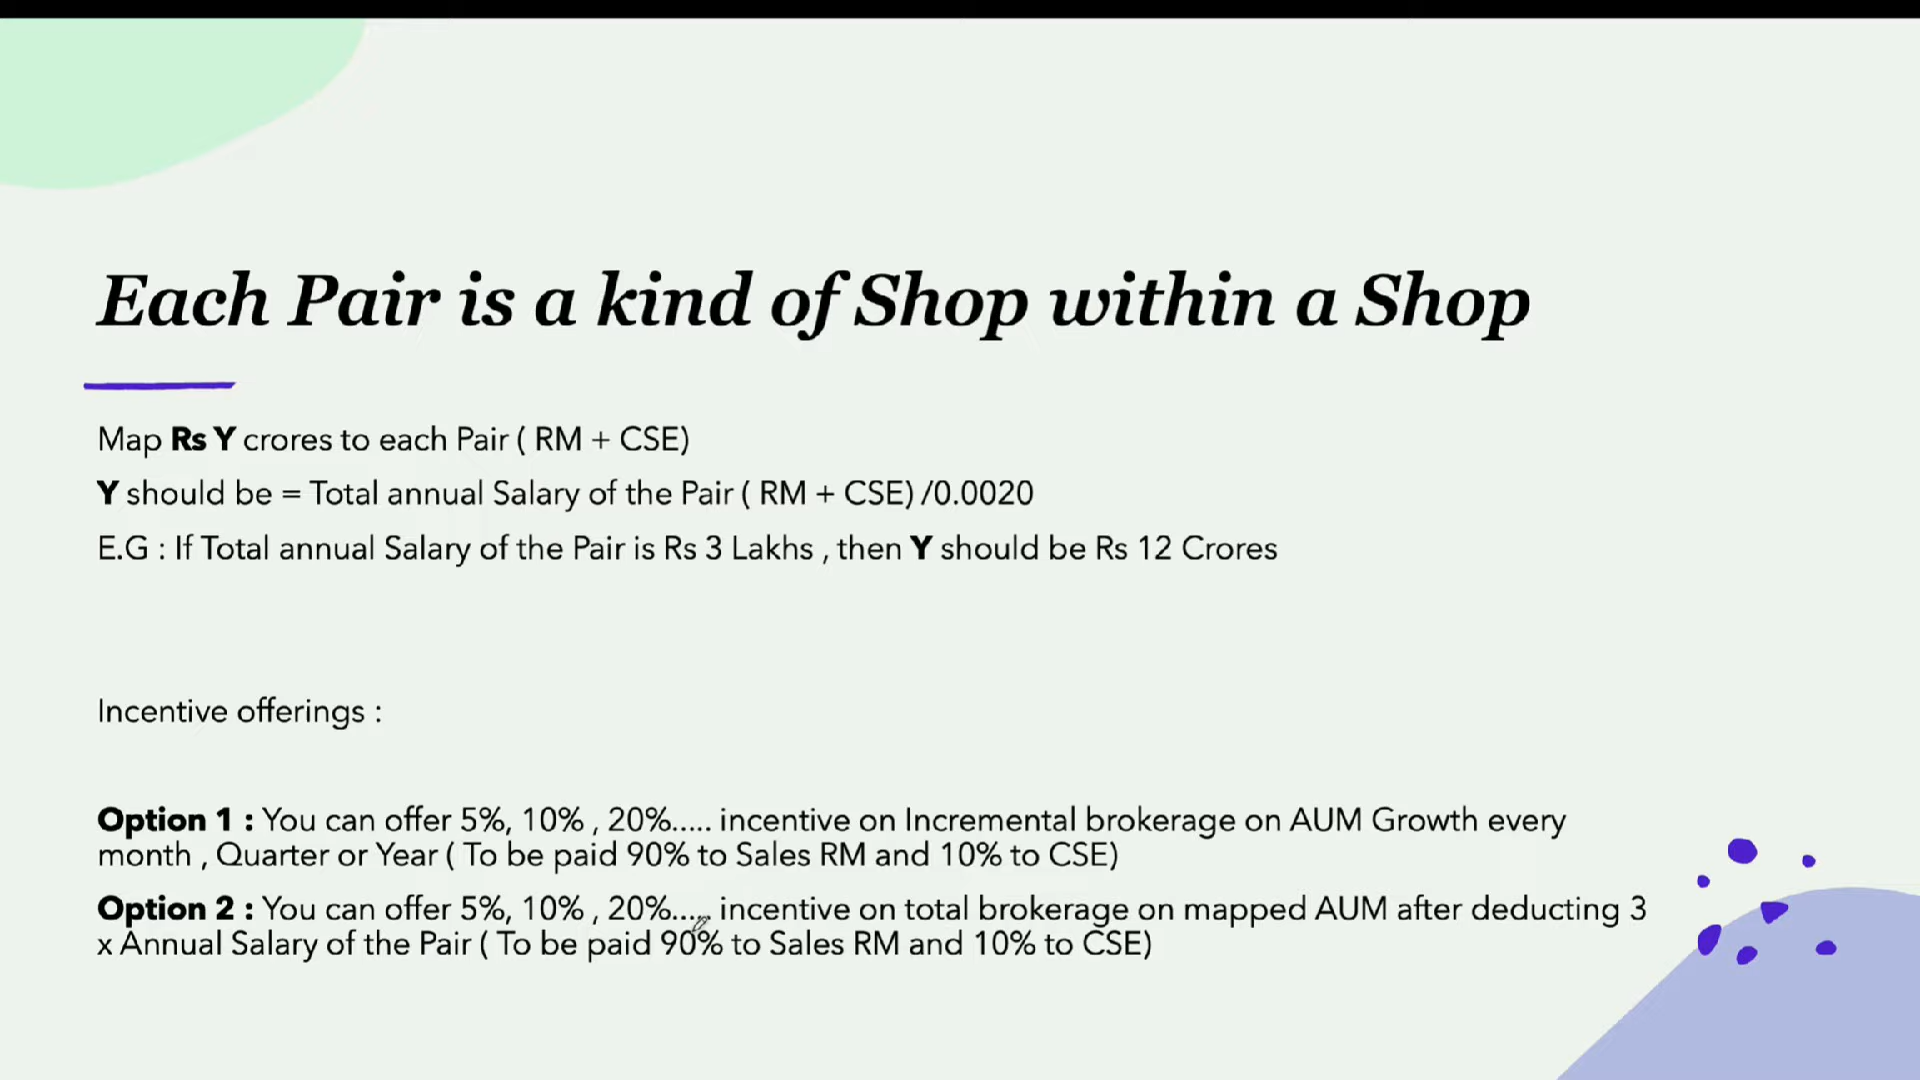 Each Pair is a kind of Shop within a Shop
Map Rs Y crores to each Pair ( RM + CSE)
Y should be = Total annual Salary of the Pair ( RM + CSE) /0.0020
E.G : If Total annual Salary of the Pair is Rs 3 Lakhs , then Y should be Rs 12 Crores
Incentive offerings :
Option 1 : You can offer 5%, 10% , 20%..... incentive on Incremental brokerage on AUM Growth every
month , Quarter or Year ( To be paid 90% to Sales RM and 10% to CSE)
Option 2 : You can offer 5%, 10% , 20%..... incentive on total brokerage on mapped AUM after deducting 3
x Annual Salary of the Pair ( To be paid 90% to Sales RM and 10% to CSE)